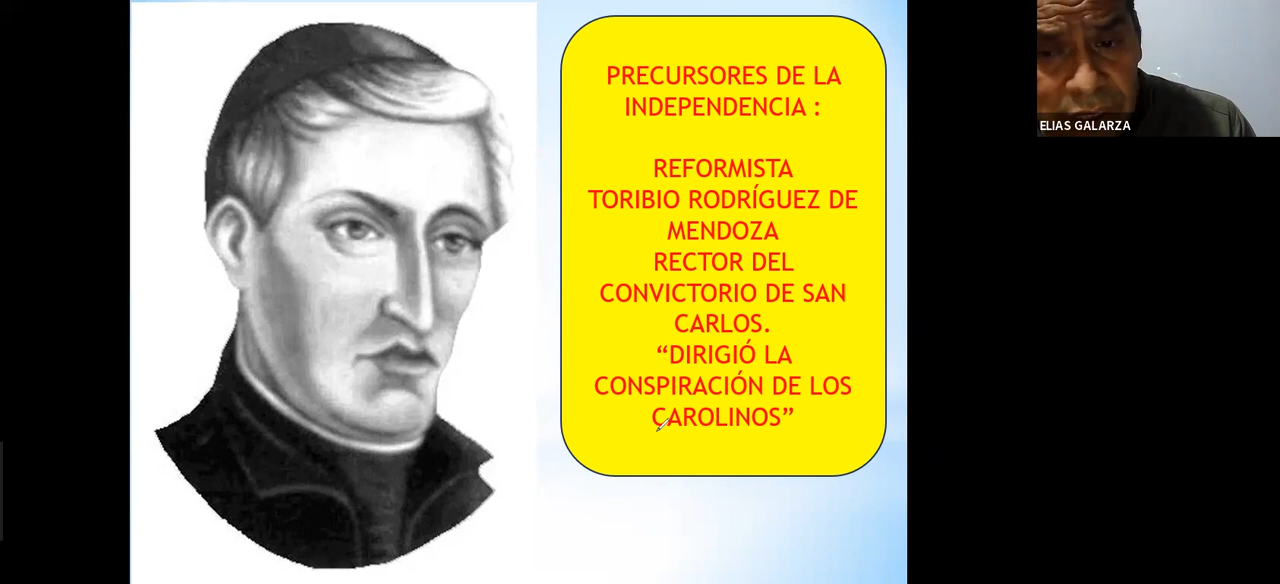 PRECURSORES DE LA
INDEPENDENCIA :
REFORMISTA
TORIBIO RODRÍGUEZ DE
MENDOZA
RECTOR DEL
CONVICTORIO DE SAN
CARLOS.
“DIRIGIÓ LA
CONSPIRACIÓN DE LOS
CAROLINOS”
ELIAS GALARZA